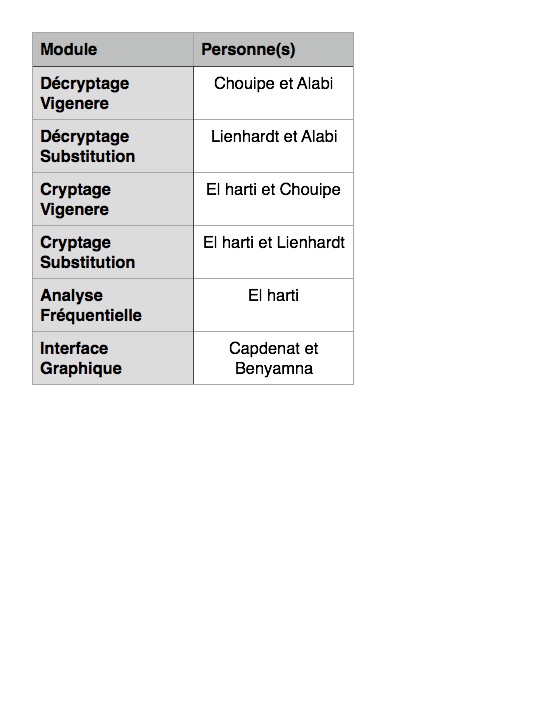 Module Personne(s)
Décryptage Chouipe et Alabi
Vigenere
Décryptage Lienhardt et Alabi
Substitution
Cryptage El harti et Chouipe
Vigenere
Cryptage El harti et Lienhardt
Substitution
Analyse El harti
Fréquentielle
Interface Capdenat et
Graphique Benyamna